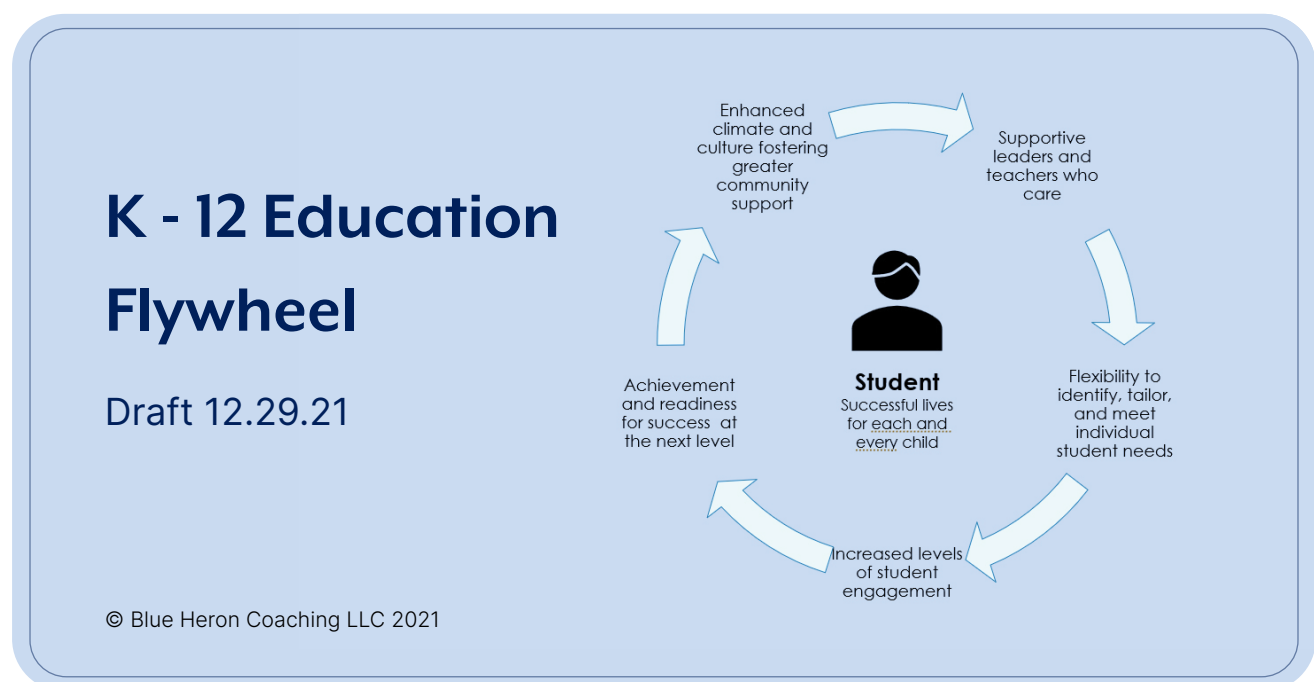 K - 12 Education
Flywheel
Draft 12.29.21
© Blue Heron Coaching LLC 2021
Enhanced
climate and
culture fostering
greater
community
support
Supportive
leaders and
teachers who
care
Flexibility to
identify, tailor,
and meet
individual
student needs
Increased levels
of student
engagement
Achievement
and readiness
for success at
the next level
Student
Successful lives
for each and
every child